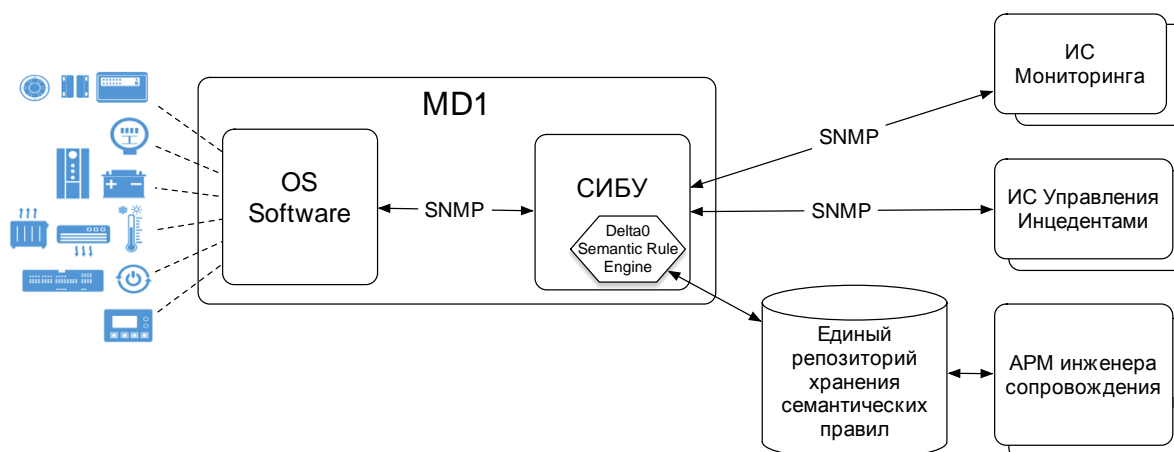 MD1
OS
Software
SNMP
СИБУ
Delta0
Semantic Rule
Engine
SNMP
SNMP
ИС
Мониторинга
ИС Управления
Инцедентами
Единый
репозиторий
хранения
семантических
правил
АРМ инженера
сопровождения